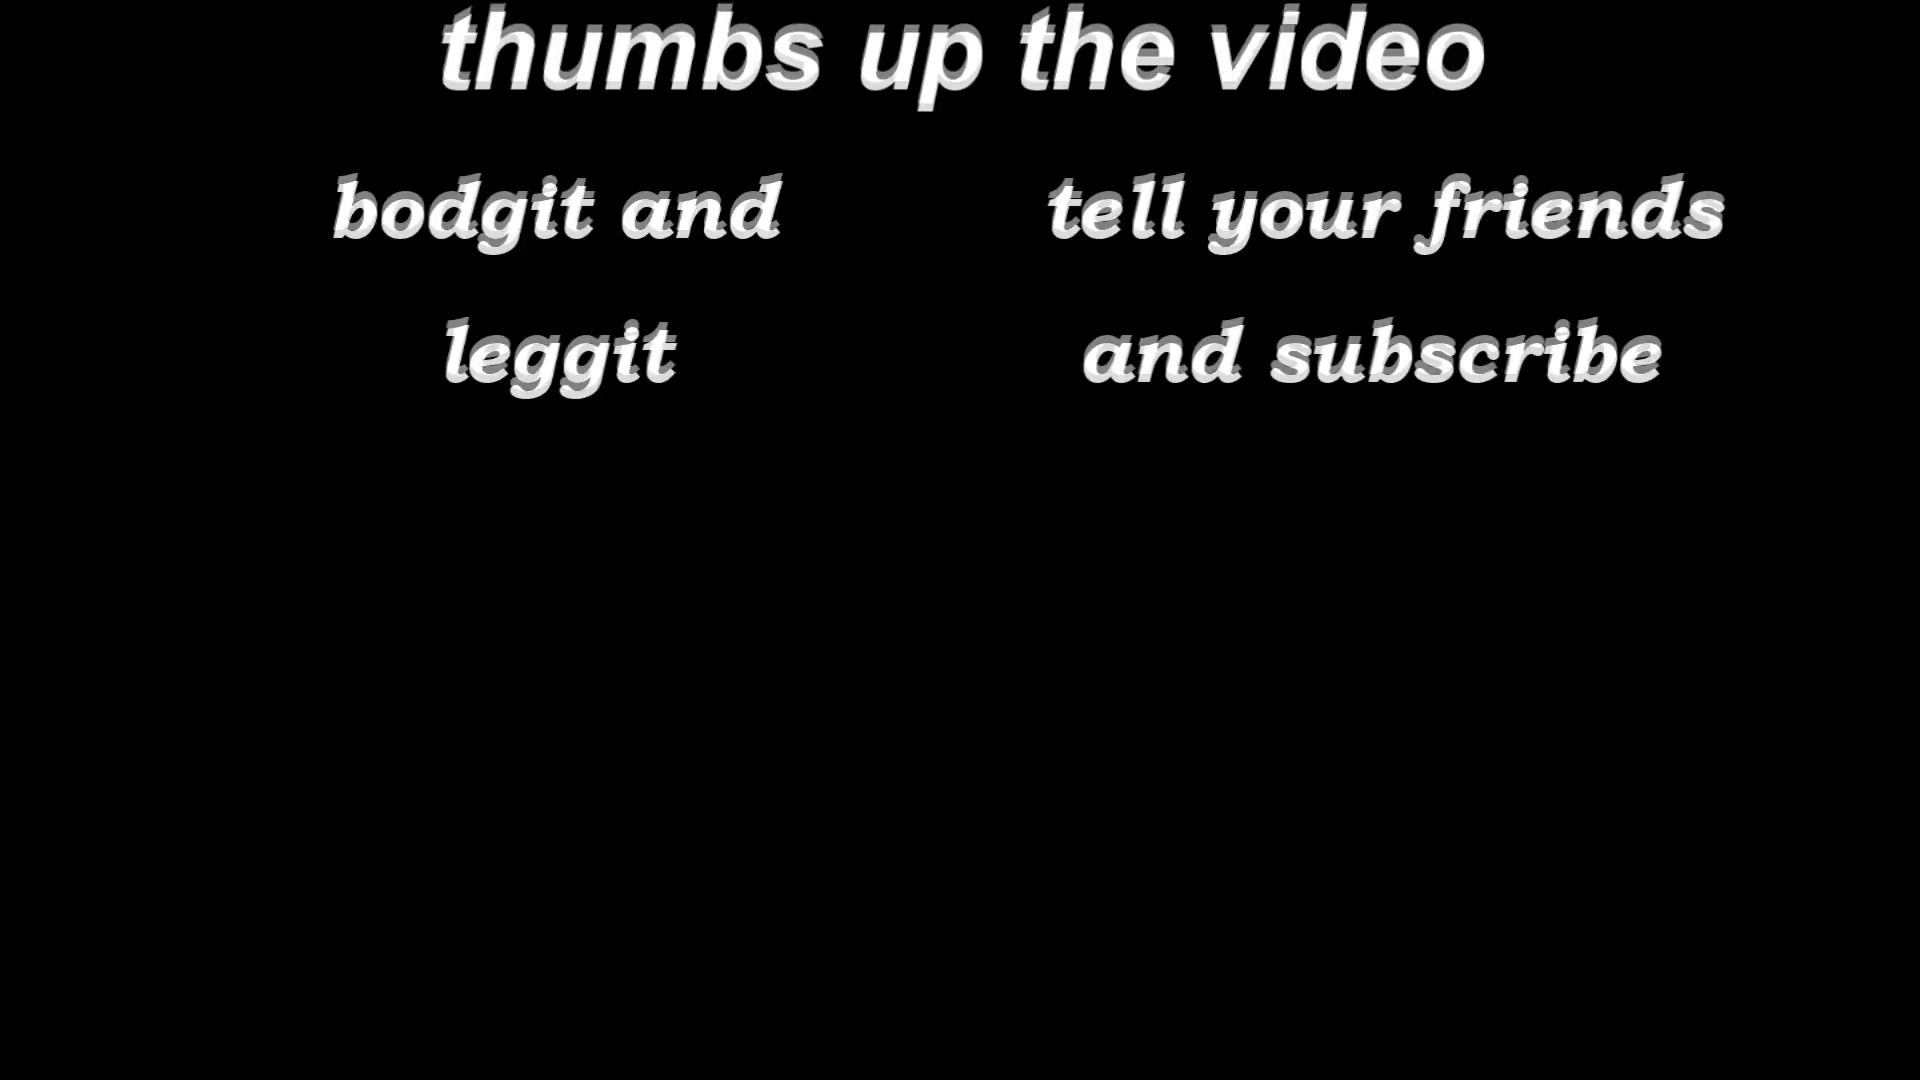 thumbs up the video
bodgit and
leggit
tell your friends
and subscribe